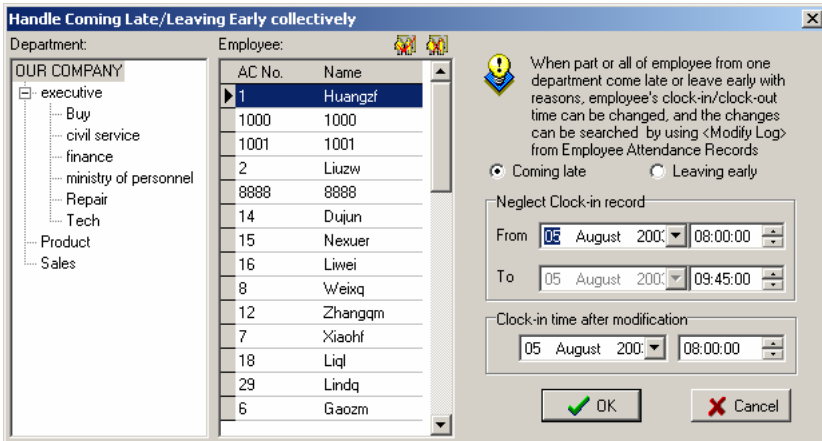 Handle Coming Late/Leaving Early collectively
Department:
OUR COMPANY
executive
Buy
civil service
finance
ministry of personnel
Repair
Tech
Product
Sales
Employee:
AC No. Name
1 Huangzf
1000 1000
1001 1001
2 Liuzw
8888 8888
14 Dujun
15 Nexuer
16 Liwei
8 Weixq
12 Zhangqm
7 Xiaohf
18 Liql
29 Lindq
6 Gaozm
When part or all of employee from one
department come late or leave early with
reasons, employee's clock-in/clock-out
time can be changed, and the changes
can be searched by using <Modify Log>
from Employee Attendance Records
Coming late Leaving early
Neglect Clock-in record
From 05 August 08:00:00
To 05 August 09:45:00
Clock-in time after modification
05 August 08:00:00
OK Cancel